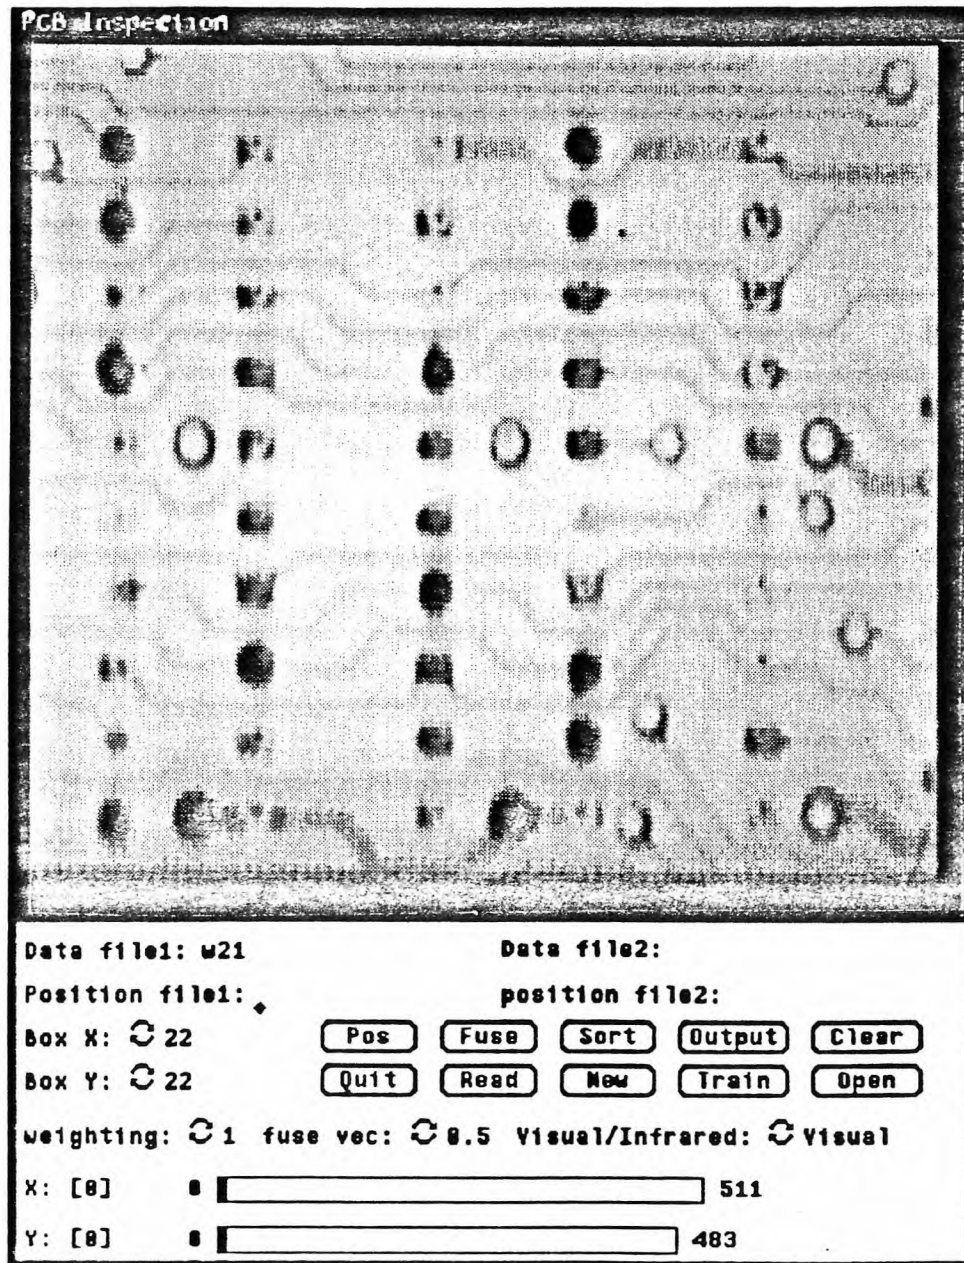 PCB Inspection
Data file1: w21 Data file2:
Position file1: position file2:
Box X: 22 Pos Fuse Sort Output Clear
Box Y: 22 Quit Read New Train Open
weighting: 1 fuse vec: 0.5 Visual/Infrared: Visual
X: [0] 0 511
Y: [0] 0 483